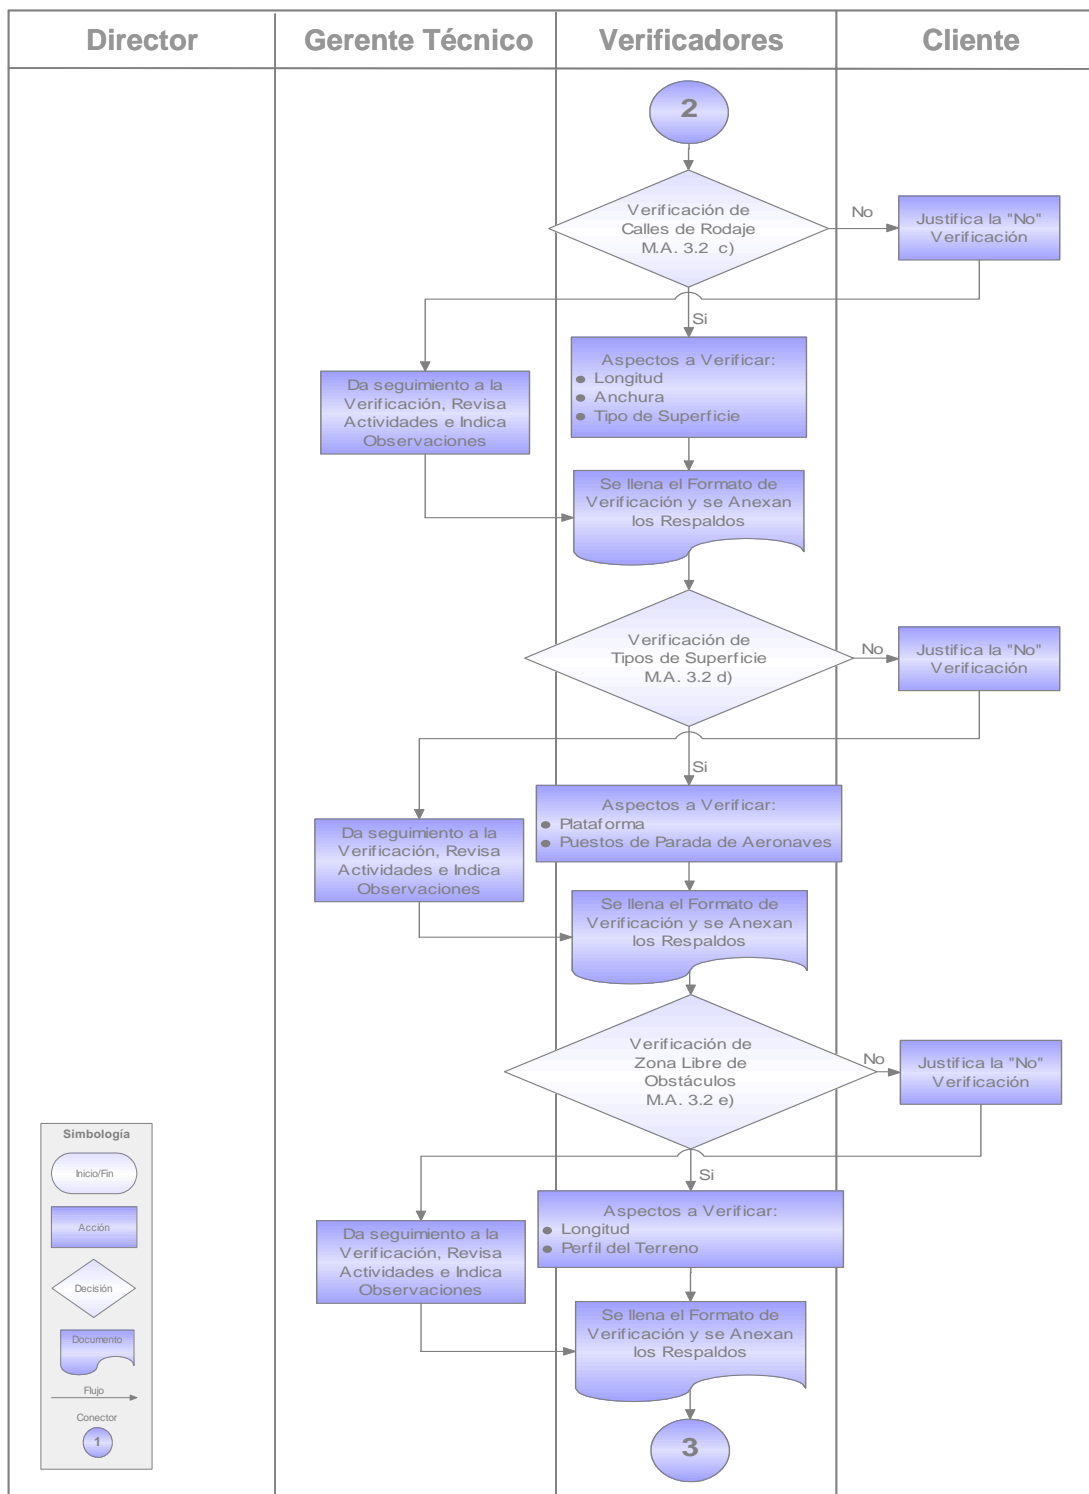 Director
Gerente Técnico
Verificadores
Cliente
2
Verificación de
Calles de Rodaje
M.A. 3.2 c)
No
Justifica la "No"
Verificación
Si
Aspectos a Verificar:
● Longitud
● Anchura
● Tipo de Superficie
Da seguimiento a la
Verificación, Revisa
Actividades e Indica
Observaciones
Se llena el Formato de
Verificación y se Anexan
los Respaldos
Verificación de
Tipos de Superficie
M.A. 3.2 d)
No
Justifica la "No"
Verificación
Si
Aspectos a Verificar:
● Plataforma
● Puestos de Parada de Aeronaves
Da seguimiento a la
Verificación, Revisa
Actividades e Indica
Observaciones
Se llena el Formato de
Verificación y se Anexan
los Respaldos
Verificación de
Zona Libre de
Obstáculos
M.A. 3.2 e)
No
Justifica la "No"
Verificación
Si
Aspectos a Verificar:
● Longitud
● Perfil del Terreno
Da seguimiento a la
Verificación, Revisa
Actividades e Indica
Observaciones
Se llena el Formato de
Verificación y se Anexan
los Respaldos
3
Simbología
Inicio/Fin
Acción
Decisión
Documento
Flujo
Conector
1